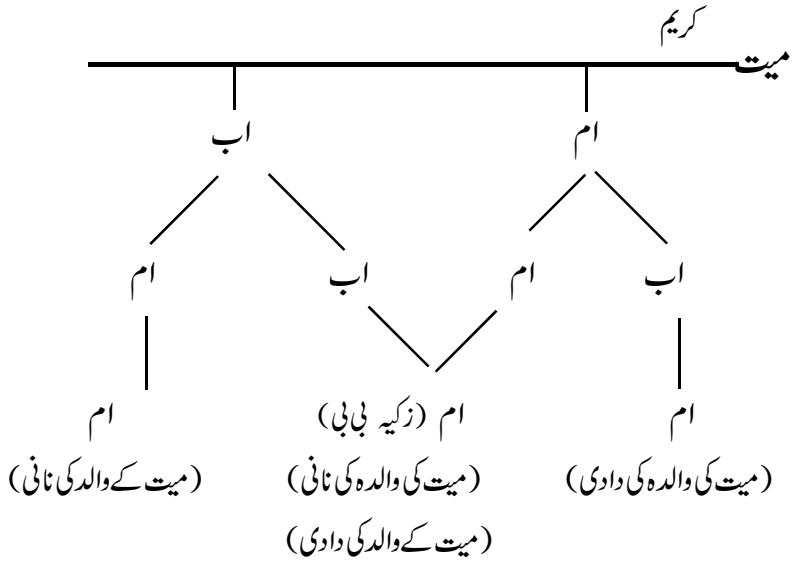 کریم
میت
ام اب
اب ام اب ام
ام ام (زکیہ بی بی) ام
(میت کی والدہ کی دادی) (میت کی والدہ کی نانی) (میت کے والد کی نانی)
(میت کے والد کی دادی)